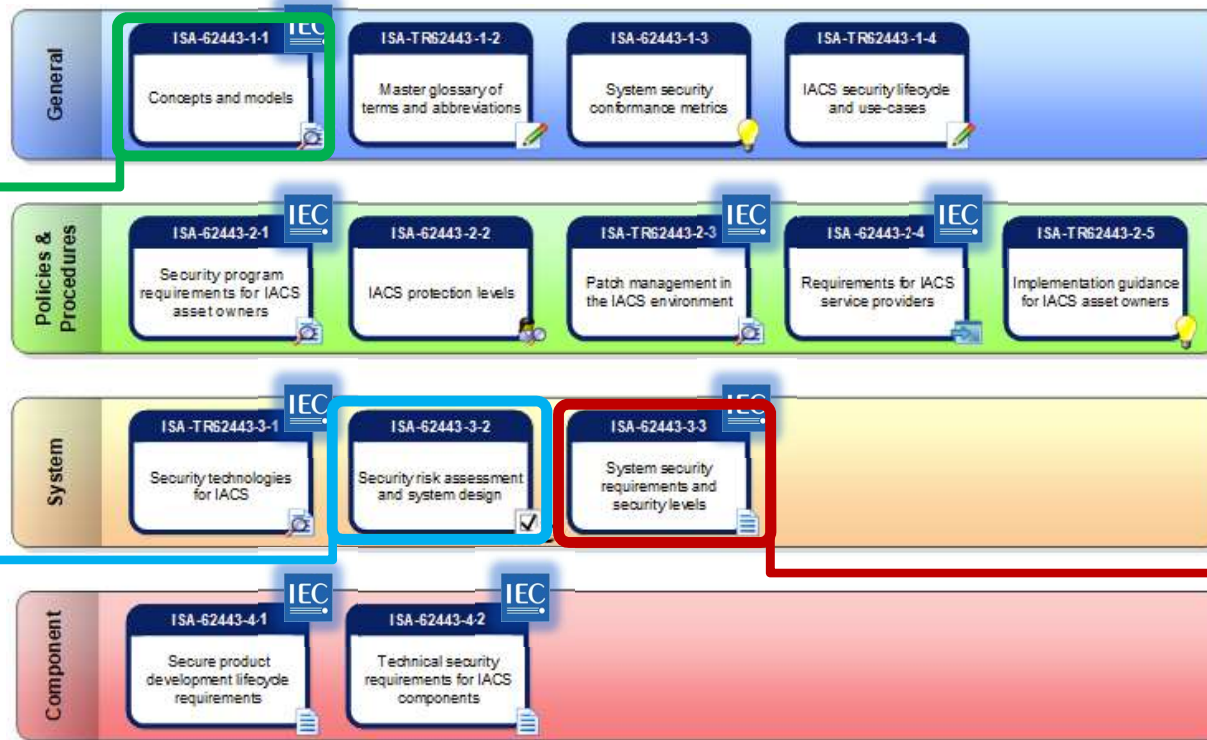 General
ISA-62443-1-1
IEC
Concepts and models
ISA-TR62443-1-2
Master glossary of
terms and abbreviations
ISA-62443-1-3
System security
conformance metrics
ISA-TR62443-1-4
IACS security lifecycle
and use-cases
Policies &
Procedures
ISA-62443-2-1
IEC
Security program
requirements for IACS
asset owners
ISA-62443-2-2
IACS protection levels
ISA-TR62443-2-3
IEC
Patch management in
the IACS environment
ISA-62443-2-4
IEC
Requirements for IACS
service providers
ISA-TR62443-2-5
Implementation guidance
for IACS asset owners
System
ISA-TR62443-3-1
IEC
Security technologies
for IACS
ISA-62443-3-2
Security risk assessment
and system design
ISA-62443-3-3
IEC
System security
requirements and
security levels
Component
ISA-62443-4-1
IEC
Secure product
development lifecycle
requirements
ISA-62443-4-2
IEC
Technical security
requirements for IACS
components